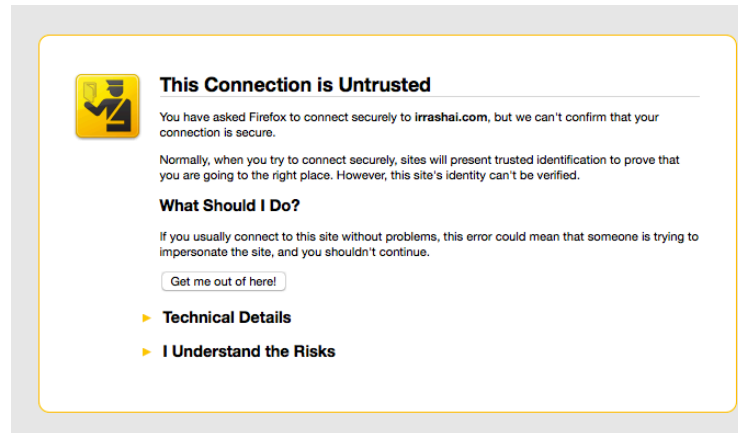 This Connection is Untrusted
You have asked Firefox to connect securely to irrashai.com, but we can't confirm that your
connection is secure.
Normally, when you try to connect securely, sites will present trusted identification to prove that
you are going to the right place. However, this site's identity can't be verified.
What Should I Do?
If you usually connect to this site without problems, this error could mean that someone is trying to
impersonate the site, and you shouldn't continue.
Get me out of here!
Technical Details
I Understand the Risks